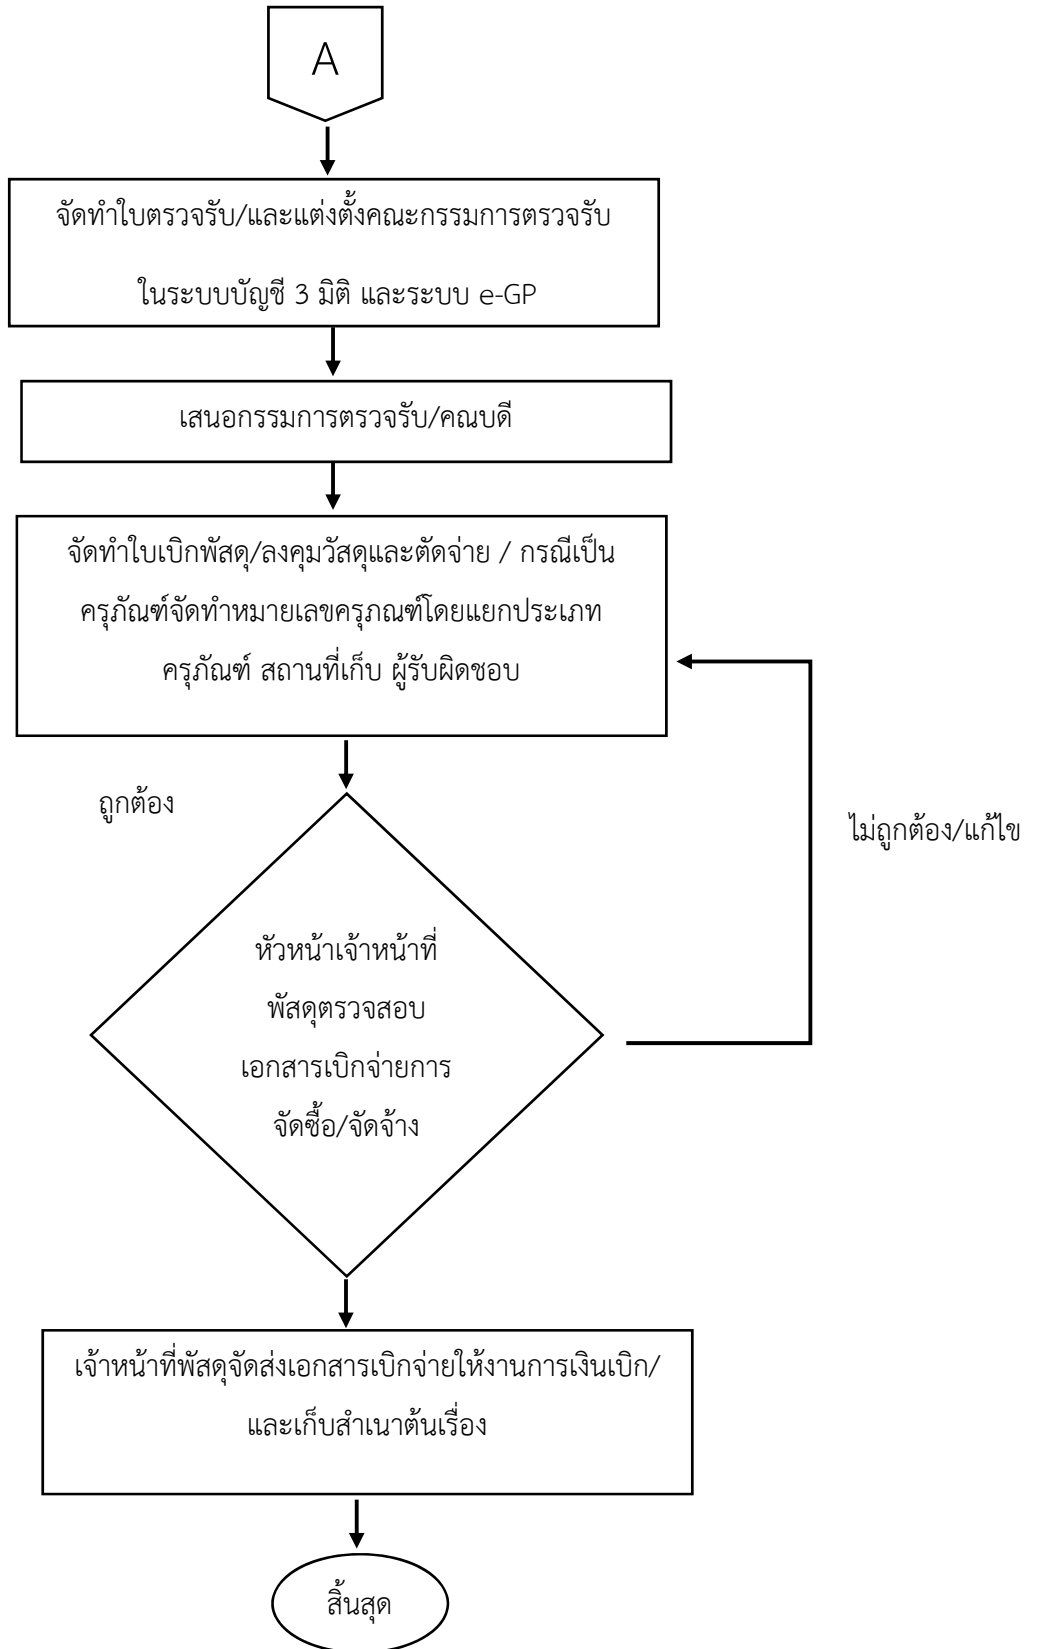 A
จัดทำใบตรวจรับ/และแต่งตั้งคณะกรรมการตรวจรับ
ในระบบบัญชี 3 มิติ และระบบ e-GP
เสนอกรรมการตรวจรับ/คณบดี
จัดทำใบเบิกพัสดุ/ลงคุมวัสดุและตัดจ่าย / กรณีเป็น
ครุภัณฑ์จัดทำหมายเลขครุภณฑ์โดยแยกประเภท
ครุภัณฑ์ สถานที่เก็บ ผู้รับผิดชอบ
ถูกต้อง
ไม่ถูกต้อง/แก้ไข
หัวหน้าเจ้าหน้าที่
พัสดุตรวจสอบ
เอกสารเบิกจ่ายการ
จัดซื้อ/จัดจ้าง
เจ้าหน้าที่พัสดุจัดส่งเอกสารเบิกจ่ายให้งานการเงินเบิก/
และเก็บสำเนาต้นเรื่อง
สิ้นสุด